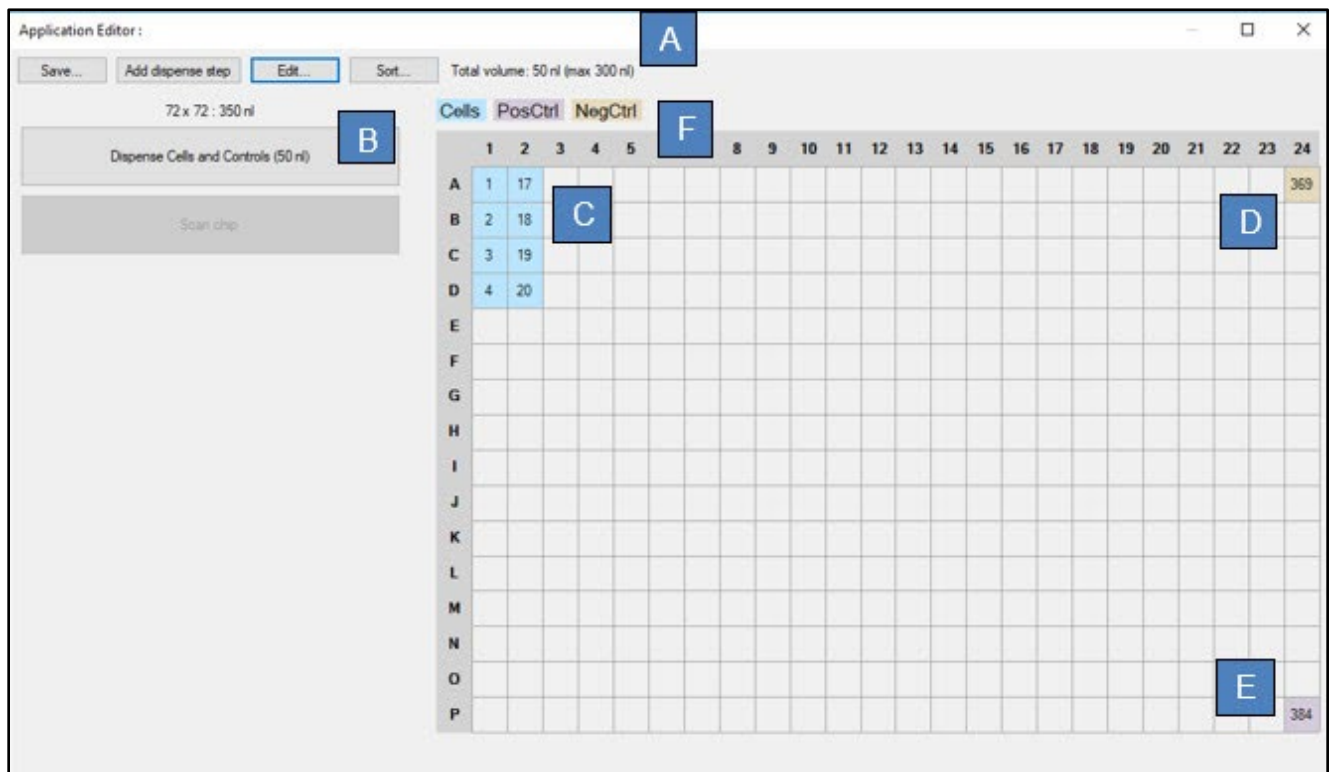 Application Editor :
A
Save... Add dispense step Edit... Sort... Total volume: 50 nl (max 300 nl)
72 x 72 : 350 nl
B
Dispense Cells and Controls (50 nl)
Scan chip
Cells PosCtrl NegCtrl
F
1 2 3 4 5 8 9 10 11 12 13 14 15 16 17 18 19 20 21 22 23 24
A 1 17 369
C
D
B 2 18
C 3 19
D 4 20
E
F
G
H
I
J
K
L
M
N
O
E
P 384